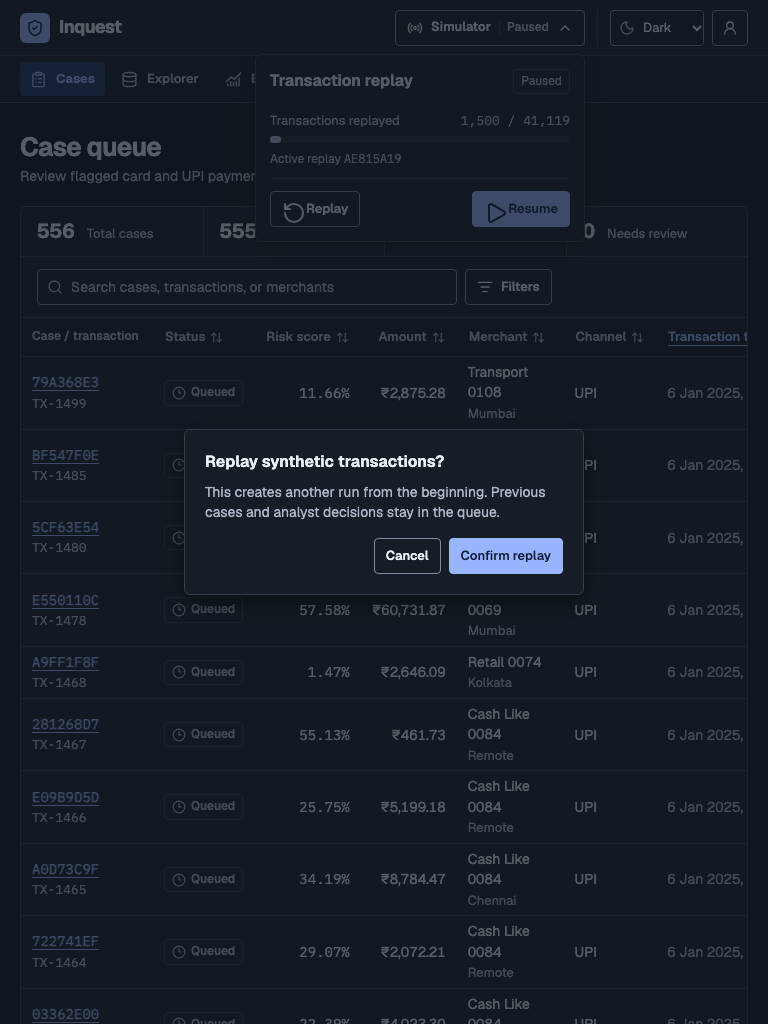 Inquest
Simulator Paused
Dark
Cases
Explorer
Transaction replay
Paused
Transactions replayed 1,500 / 41,119
Active replay AE815A19
Replay
Resume
Case queue
Review flagged card and UPI paymen
556 Total cases
555
0 Needs review
Search cases, transactions, or merchants
Filters
Case / transaction Status Risk score Amount Merchant Channel Transaction t
79A368E3
TX-1499
Queued
11.66%
₹2,875.28
Transport
0108
Mumbai
UPI
6 Jan 2025,
BF547F0E
TX-1485
PI
6 Jan 2025,
Replay synthetic transactions?
This creates another run from the beginning. Previous
cases and analyst decisions stay in the queue.
Cancel
Confirm replay
5CF63E54
TX-1480
PI
6 Jan 2025,
E550110C
TX-1478
Queued
57.58%
₹60,731.87
0069
Mumbai
UPI
6 Jan 2025,
A9FF1F8F
TX-1468
Queued
1.47%
₹2,646.09
Retail 0074
Kolkata
UPI
6 Jan 2025,
281268D7
TX-1467
Queued
55.13%
₹461.73
Cash Like
0084
Remote
UPI
6 Jan 2025,
E09B9D5D
TX-1466
Queued
25.75%
₹5,199.18
Cash Like
0084
Remote
UPI
6 Jan 2025,
A0D73C9F
TX-1465
Queued
34.19%
₹8,784.47
Cash Like
0084
Chennai
UPI
6 Jan 2025,
722741EF
TX-1464
Queued
29.07%
₹2,072.21
Cash Like
0084
Remote
UPI
6 Jan 2025,
03362E00
Queued
22.39%
Cash Like
0084
UPI
6 Jan 2025,